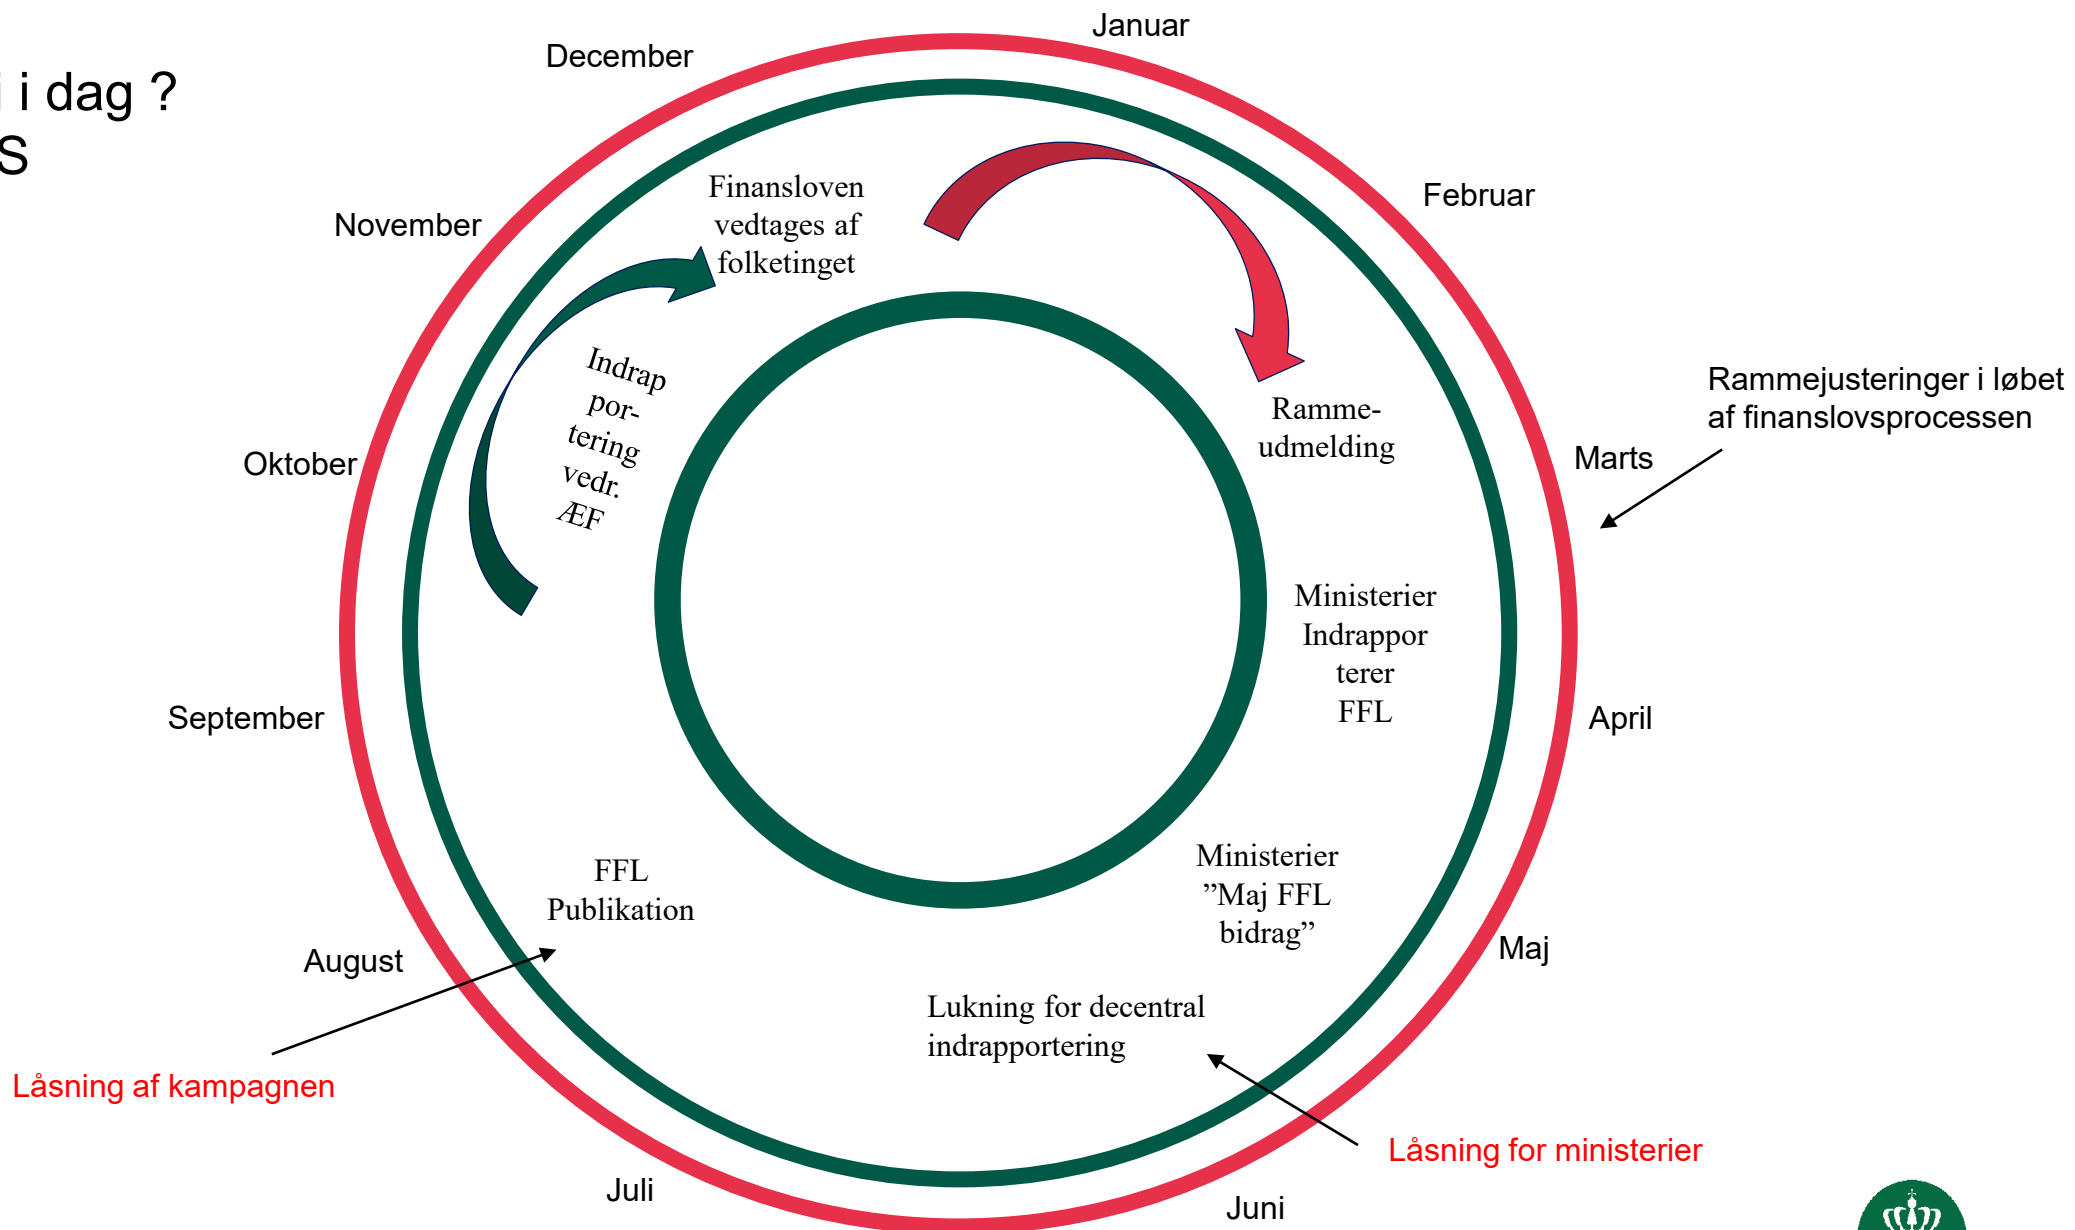 i i dag ?
S
Januar
December
Februar
November
Finansloven
vedtages af
folketinget
Indrap
por-
tering
vedr.
ÆF
Rammejusteringer i løbet
af finanslovsprocessen
Ramme-
udmelding
Marts
Oktober
Ministerier
Indrappor
terer
FFL
September
April
FFL
Publikation
Ministerier
”Maj FFL
bidrag”
August
Maj
Lukning for decentral
indrapportering
Låsning af kampagnen
Låsning for ministerier
Juli
Juni